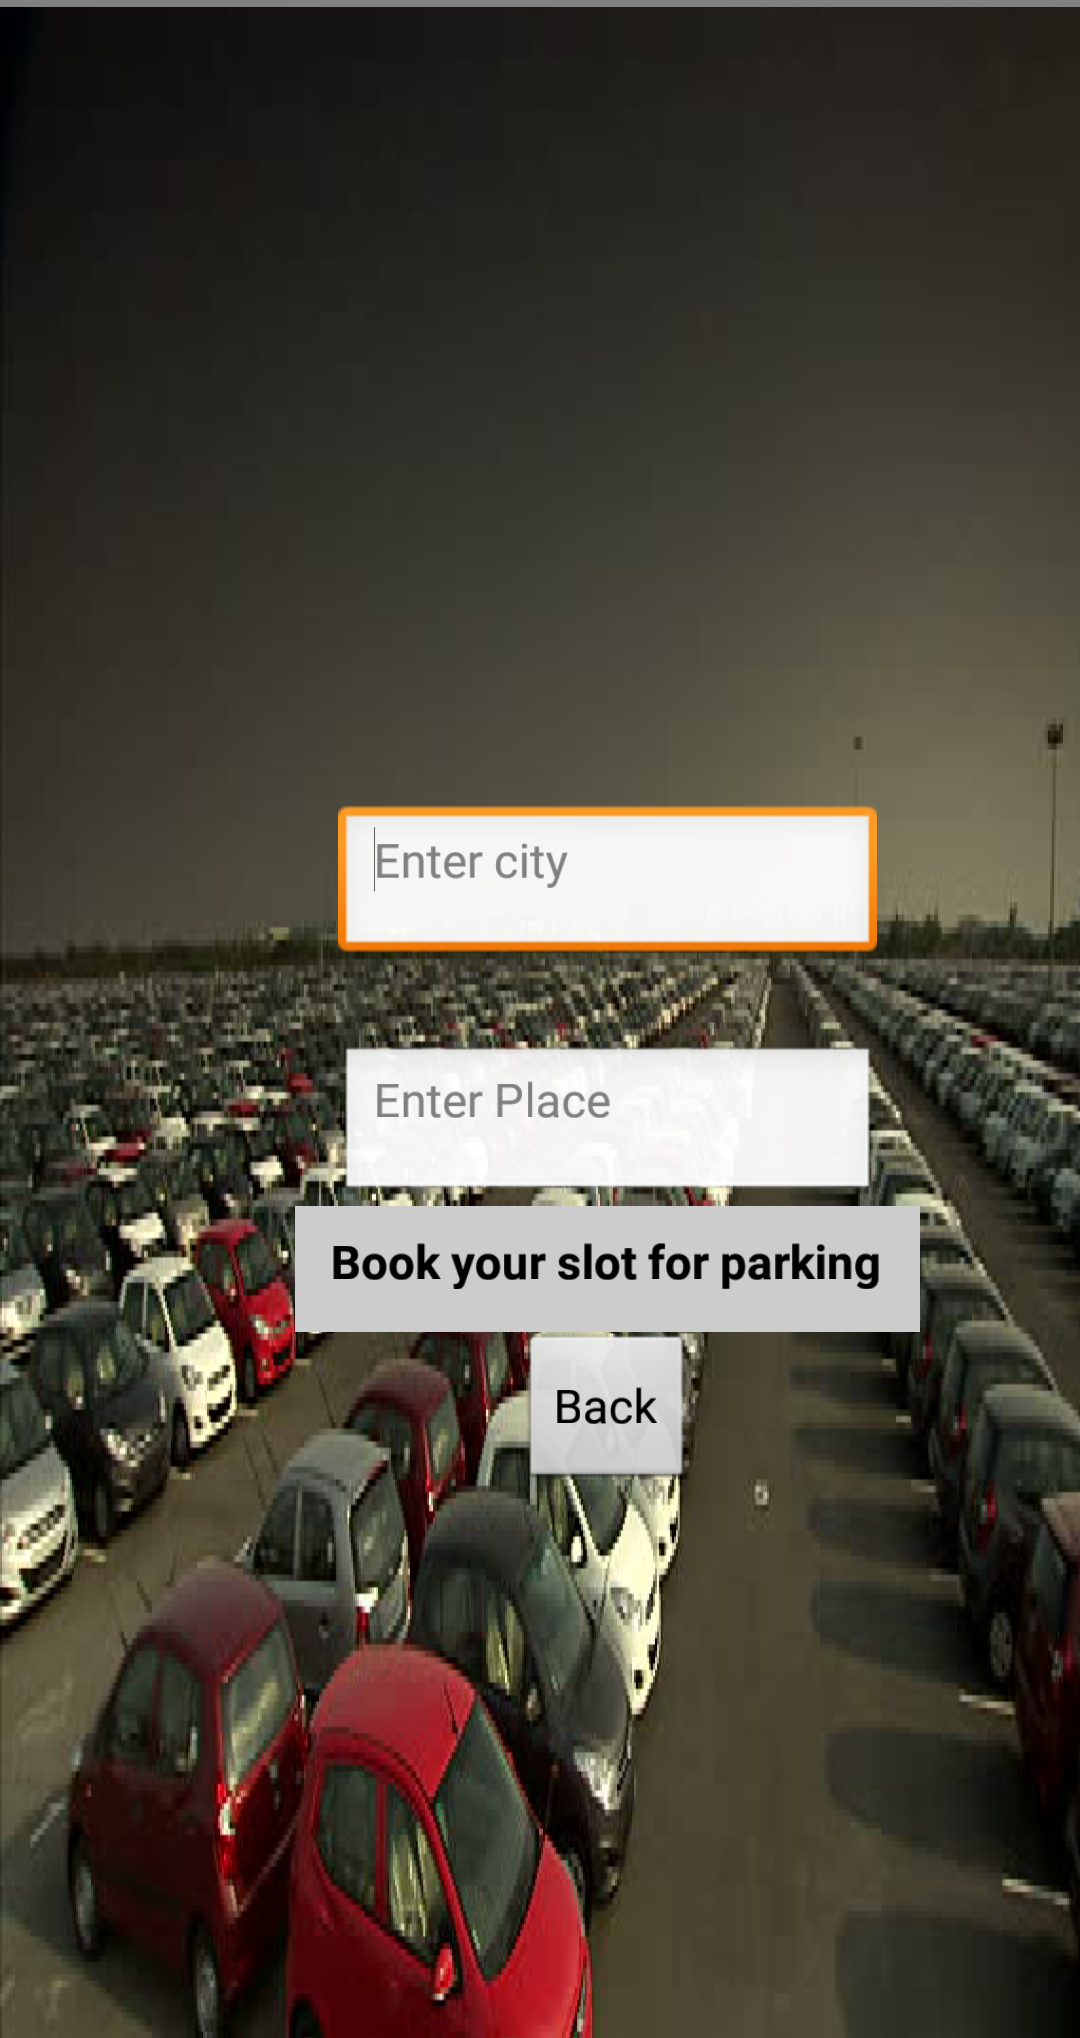 Enter city
Enter Place
Book your slot for parking
Back